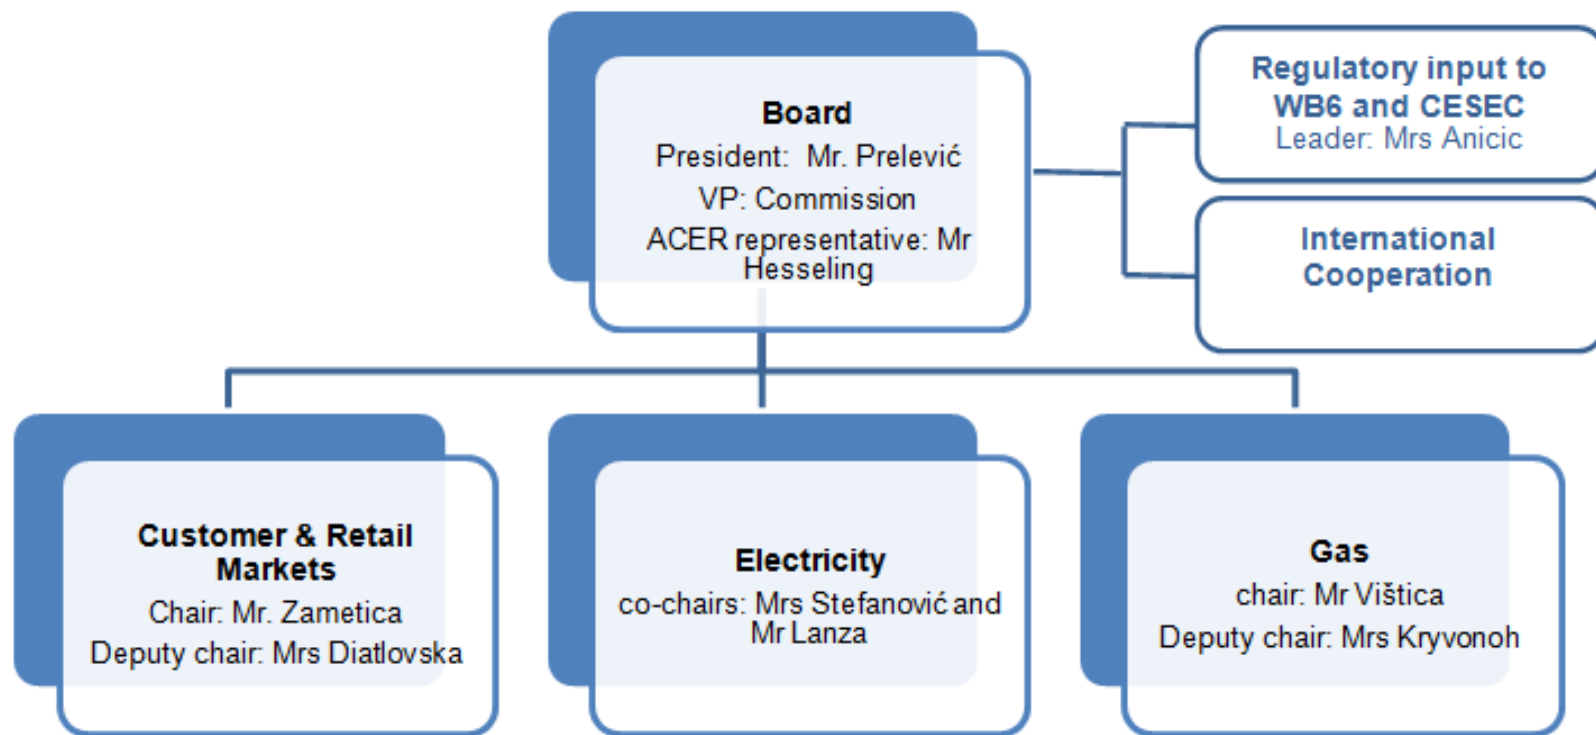 Board
President: Mr. Prelević
VP: Commission
ACER representative: Mr
Hesseling
Regulatory input to
WB6 and CESEC
Leader: Mrs Anicic
International
Cooperation
Customer & Retail
Markets
Chair: Mr. Zametica
Deputy chair: Mrs Diatlovska
Electricity
co-chairs: Mrs Stefanović and
Mr Lanza
Gas
chair: Mr Vištica
Deputy chair: Mrs Kryvonoh